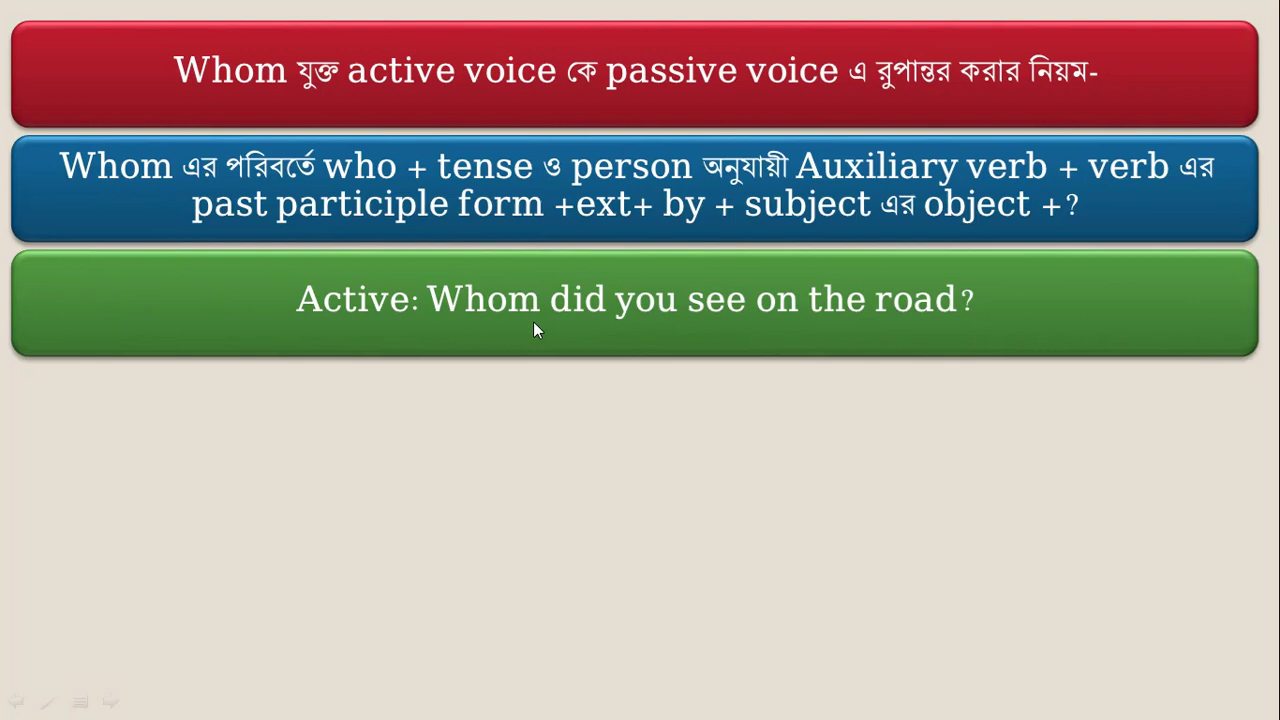 Whom যুক্ত active voice কে passive voice এ রুপান্তর করার নিয়ম-
Whom এর পরিবর্তে who + tense ও person অনুযায়ী Auxiliary verb + verb এর
past participle form +ext+ by + subject এর object +?
Active: Whom did you see on the road?